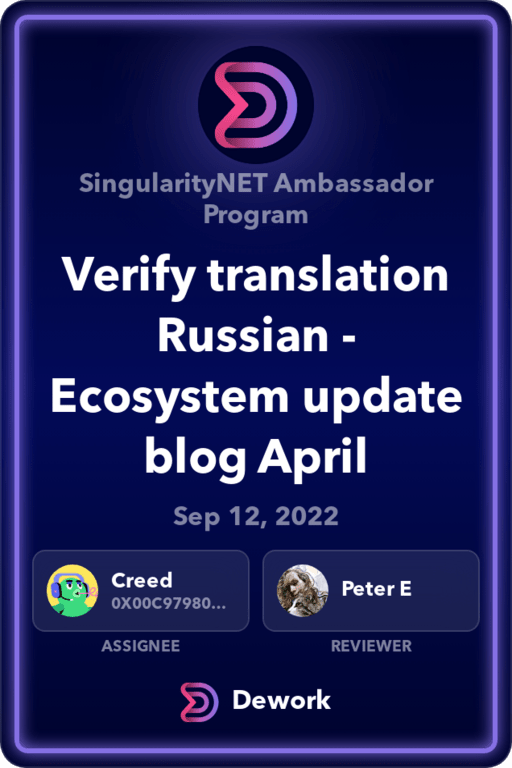 SingularityNET Ambassador
Program
Verify translation
Russian -
Ecosystem update
blog April
Sep 12, 2022
Creed
0X00C97980...
Peter E
ASSIGNEE
REVIEWER
Dework